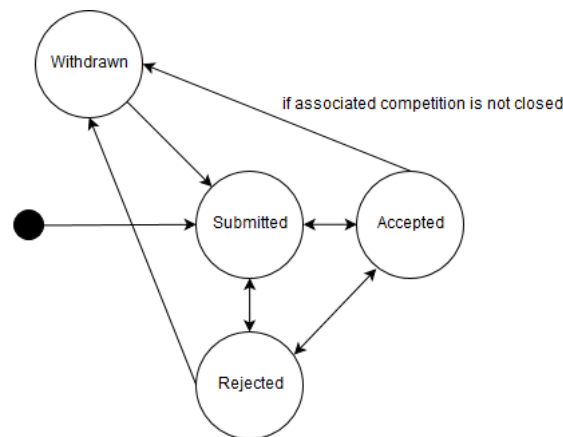 Withdrawn
if associated competition is not closed
Submitted
Accepted
Rejected